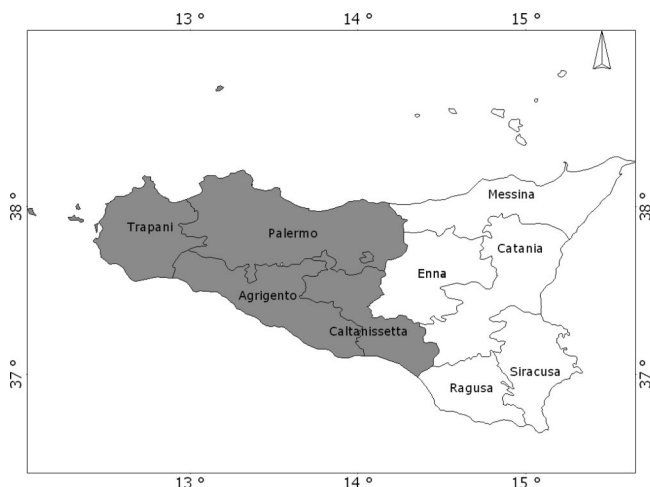 13 ° 14 ° 15 °
Messina
38° 38°
Trapani Palermo Catania
Enna
Agrigento
Caltanissetta
37° Siracusa 37°
Ragusa
13 ° 14 ° 15 °